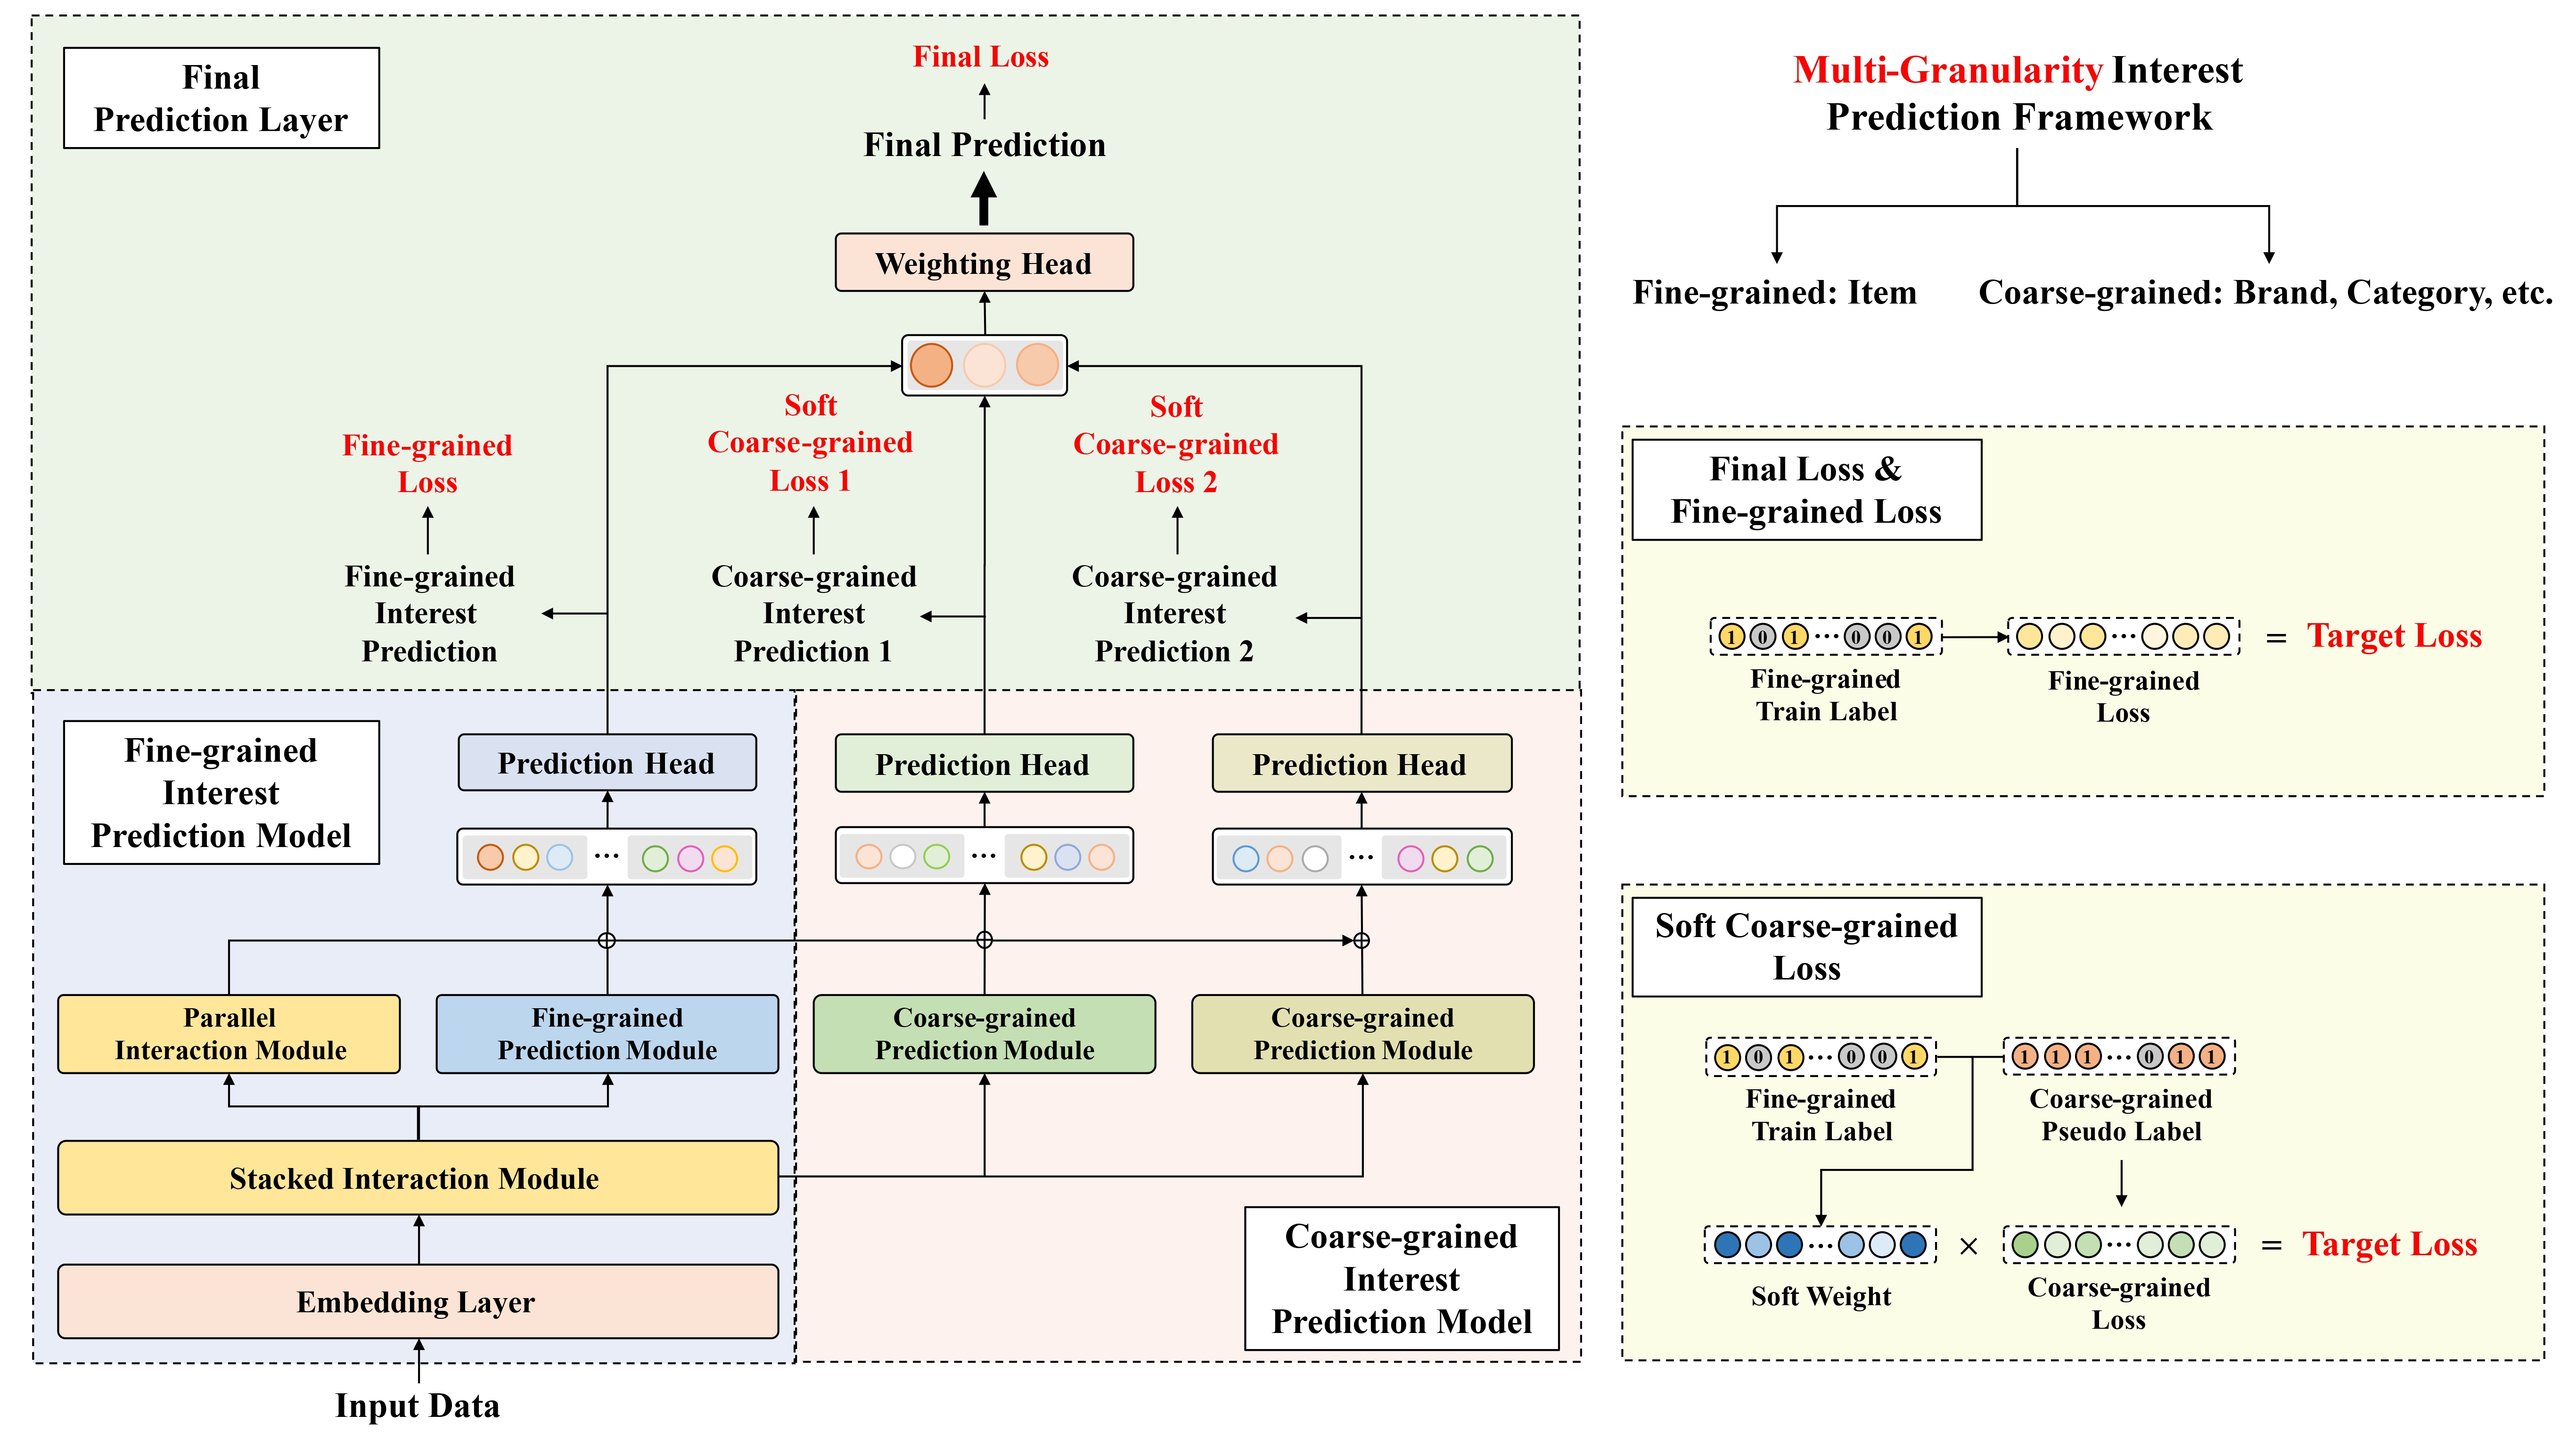 Final
Prediction Layer
Final Loss
Final Prediction
Weighting Head
Fine-grained
Loss
Soft
Coarse-grained
Loss 1
Soft
Coarse-grained
Loss 2
Fine-grained
Interest
Prediction
Coarse-grained
Interest
Prediction 1
Coarse-grained
Interest
Prediction 2
Fine-grained
Interest
Prediction Model
Prediction Head
Prediction Head
Prediction Head
...
...
...
Parallel
Interaction Module
Fine-grained
Prediction Module
Coarse-grained
Prediction Module
Coarse-grained
Prediction Module
Stacked Interaction Module
Embedding Layer
Input Data
Coarse-grained
Interest
Prediction Model
Multi-Granularity Interest
Prediction Framework
Fine-grained: Item
Coarse-grained: Brand, Category, etc.
Final Loss &
Fine-grained Loss
1 0 1 ... 0 0 1
... = Target Loss
Fine-grained
Train Label
Fine-grained
Loss
Soft Coarse-grained
Loss
1 0 1 ... 0 0 1
1 1 1 ... 0 1 1
Fine-grained
Train Label
Coarse-grained
Pseudo Label
... × ... = Target Loss
Soft Weight
Coarse-grained
Loss